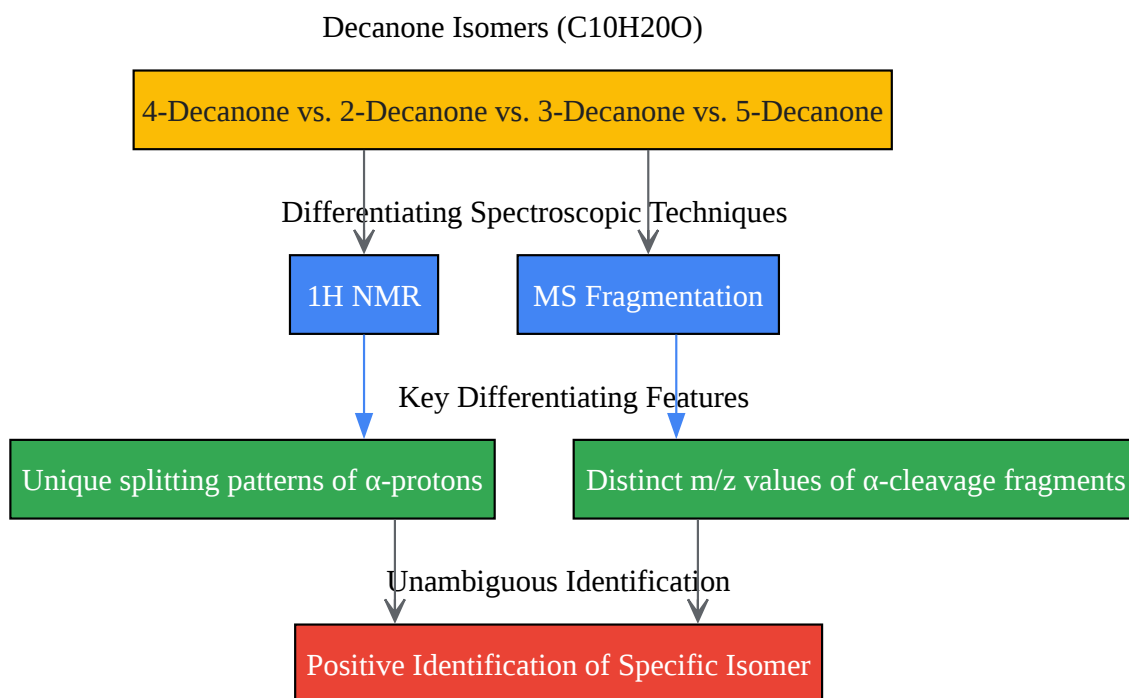 Decanone Isomers (C10H20O)
4-Decanone vs. 2-Decanone vs. 3-Decanone vs. 5-Decanone
Differentiating Spectroscopic Techniques
1H NMR
MS Fragmentation
Key Differentiating Features
Unique splitting patterns of α-protons
Distinct m/z values of α-cleavage fragments
Unambiguous Identification
Positive Identification of Specific Isomer